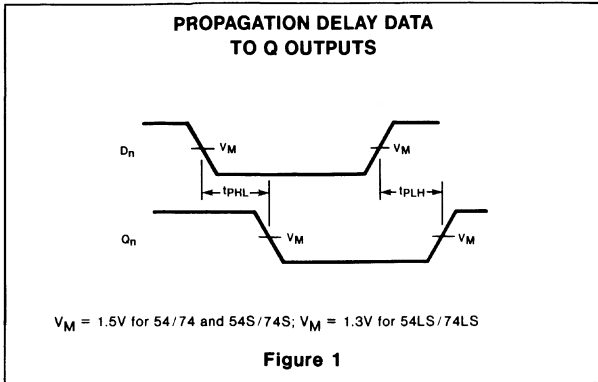 PROPAGATION DELAY DATA
TO Q OUTPUTS
Dn
VM
VM
tPHL
tPLH
Qn
VM
VM
VM = 1.5V for 54/74 and 54S/74S; VM = 1.3V for 54LS/74LS
Figure 1